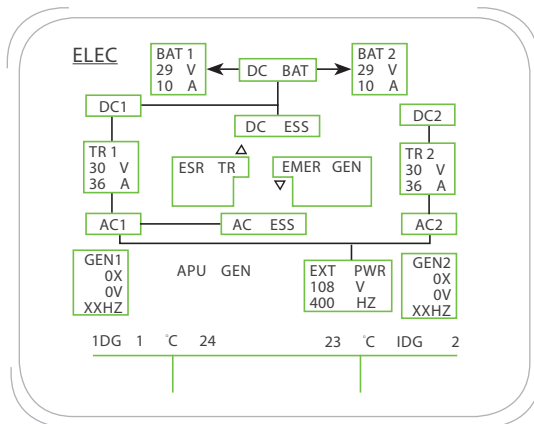 ELEC
BAT 1
29 V
10 A
DC BAT
BAT 2
29 V
10 A
DC1
DC ESS
DC2
TR 1
30 V
36 A
ESR TR
EMER GEN
TR 2
30 V
36 A
AC1
AC ESS
AC2
GEN1
0X
0V
XXHZ
APU GEN
EXT PWR
108 V
400 HZ
GEN2
0X
0V
XXHZ
1DG 1 °C 24
23 °C IDG 2